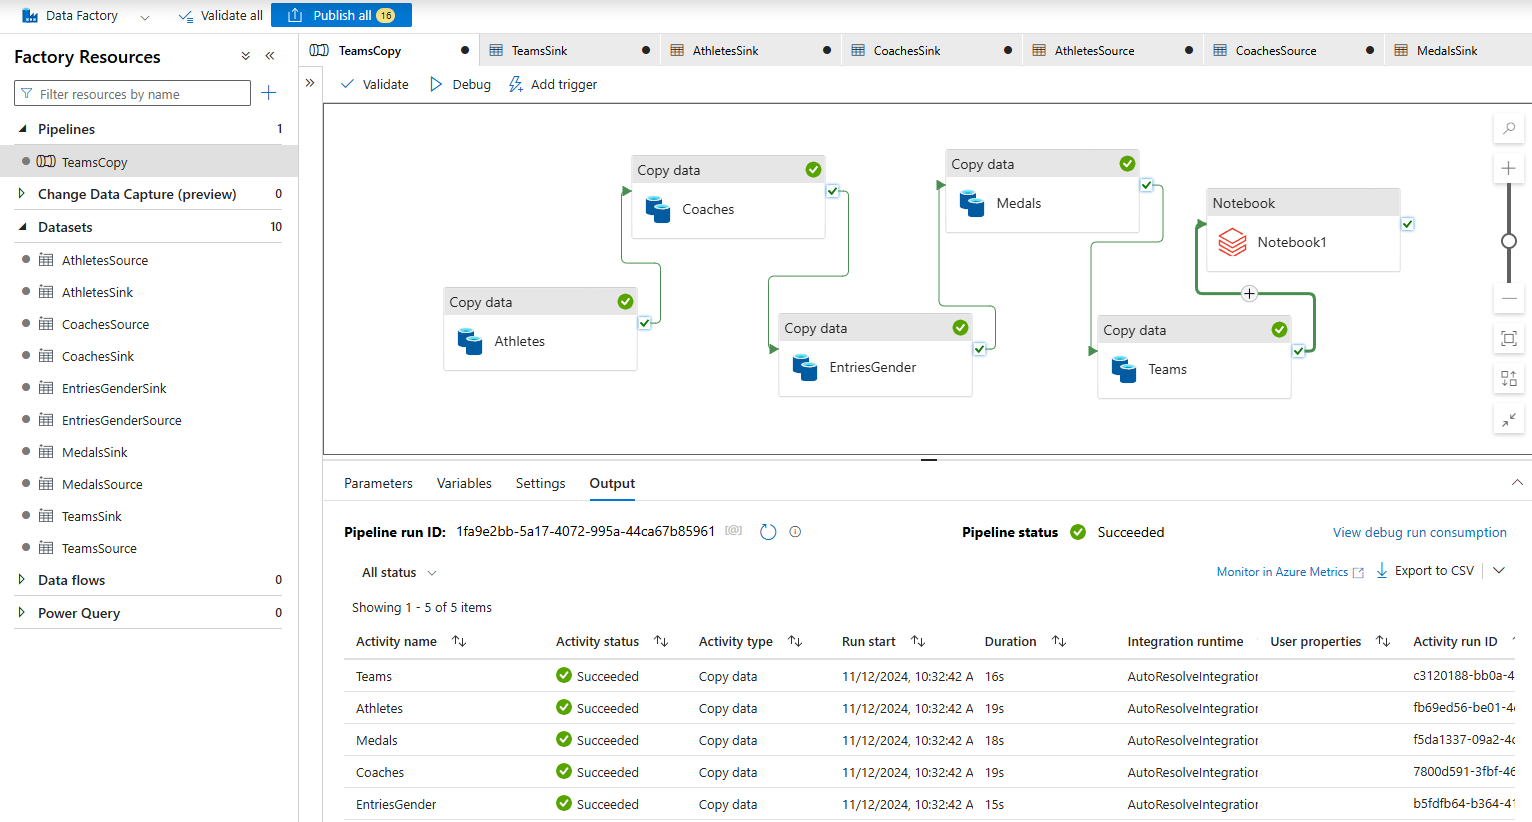 Data Factory
Validate all
Publish all 16
Factory Resources
Filter resources by name
Pipelines 1
TeamsCopy
Change Data Capture (preview) 0
Datasets 10
AthletesSource
AthletesSink
CoachesSource
CoachesSink
EntriesGenderSink
EntriesGenderSource
MedalsSink
MedalsSource
TeamsSink
TeamsSource
Data flows 0
Power Query 0
TeamsCopy
TeamsSink
AthletesSink
CoachesSink
AthletesSource
CoachesSource
MedalsSink
Validate
Debug
Add trigger
Copy data
Athletes
Copy data
Coaches
Copy data
EntriesGender
Copy data
Medals
Copy data
Teams
Notebook
Notebook1
Parameters Variables Settings Output
Pipeline run ID: 1fa9e2bb-5a17-4072-995a-44ca67b85961 [@]
Pipeline status Succeeded
View debug run consumption
All status
Monitor in Azure Metrics
Export to CSV
Showing 1 - 5 of 5 items
Activity name Activity status Activity type Run start Duration Integration runtime User properties Activity run ID
Teams Succeeded Copy data 11/12/2024, 10:32:42 A 16s AutoResolveIntegration c3120188-bb0a-4
Athletes Succeeded Copy data 11/12/2024, 10:32:42 A 19s AutoResolveIntegration fb69ed56-be01-4
Medals Succeeded Copy data 11/12/2024, 10:32:42 A 18s AutoResolveIntegration f5da1337-09a2-4
Coaches Succeeded Copy data 11/12/2024, 10:32:42 A 19s AutoResolveIntegration 7800d591-3fbf-46
EntriesGender Succeeded Copy data 11/12/2024, 10:32:42 A 15s AutoResolveIntegration b5fdfb64-b364-41